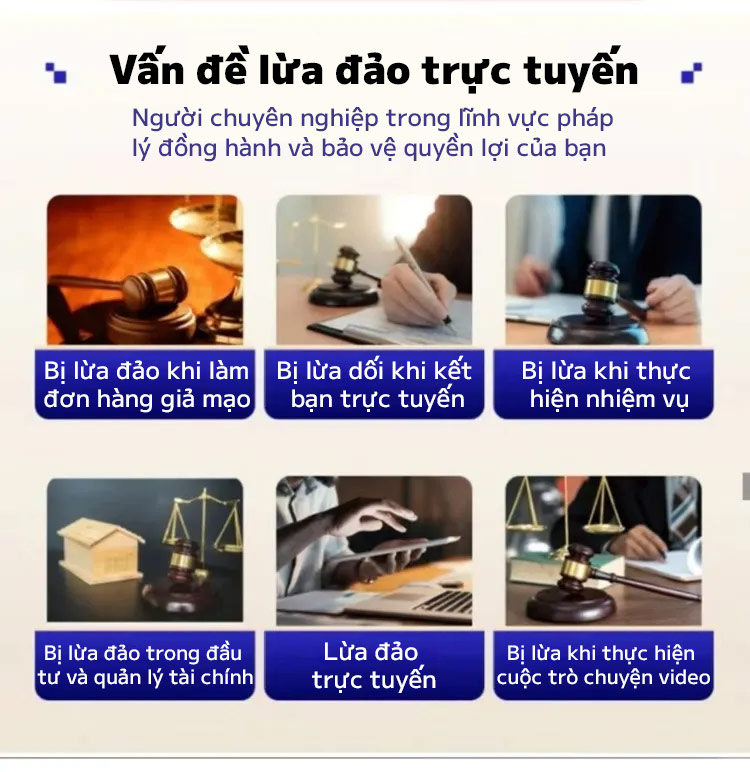 Vấn đề lừa đảo trực tuyến
Người chuyên nghiệp trong lĩnh vực pháp
lý đồng hành và bảo vệ quyền lợi của bạn
Bị lừa đảo khi làm
đơn hàng giả mạo
Bị lừa dối khi kết
bạn trực tuyến
Bị lừa khi thực
hiện nhiệm vụ
Bị lừa đảo trong đầu
tư và quản lý tài chính
Lừa đảo
trực tuyến
Bị lừa khi thực hiện
cuộc trò chuyện video